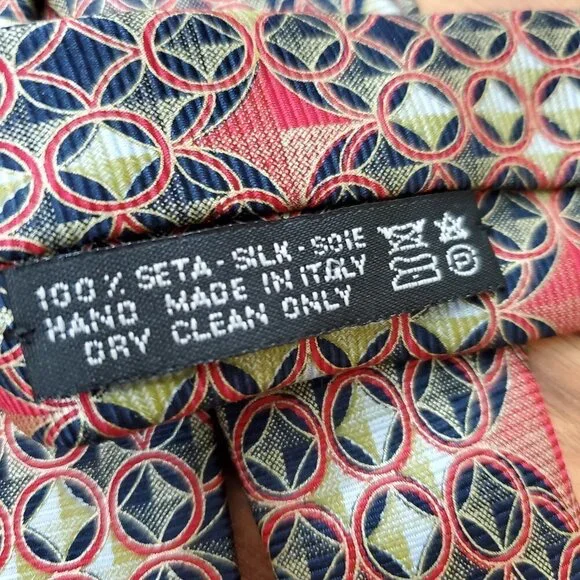 100% SETA - SILK - SOIE
HAND MADE IN ITALY
DRY CLEAN ONLY